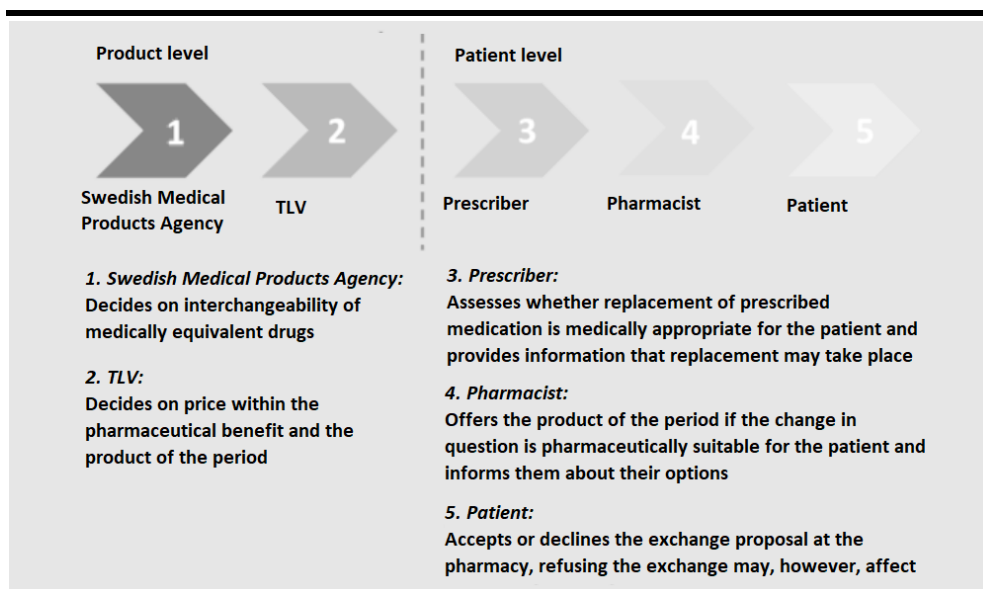 Product level
Patient level
1
2
3
4
5
Swedish Medical
Products Agency
TLV
Prescriber
Pharmacist
Patient
1. Swedish Medical Products Agency:
Decides on interchangeability of
medically equivalent drugs
2. TLV:
Decides on price within the
pharmaceutical benefit and the
product of the period
3. Prescriber:
Assesses whether replacement of prescribed
medication is medically appropriate for the patient and
provides information that replacement may take place
4. Pharmacist:
Offers the product of the period if the change in
question is pharmaceutically suitable for the patient and
informs them about their options
5. Patient:
Accepts or declines the exchange proposal at the
pharmacy, refusing the exchange may, however, affect